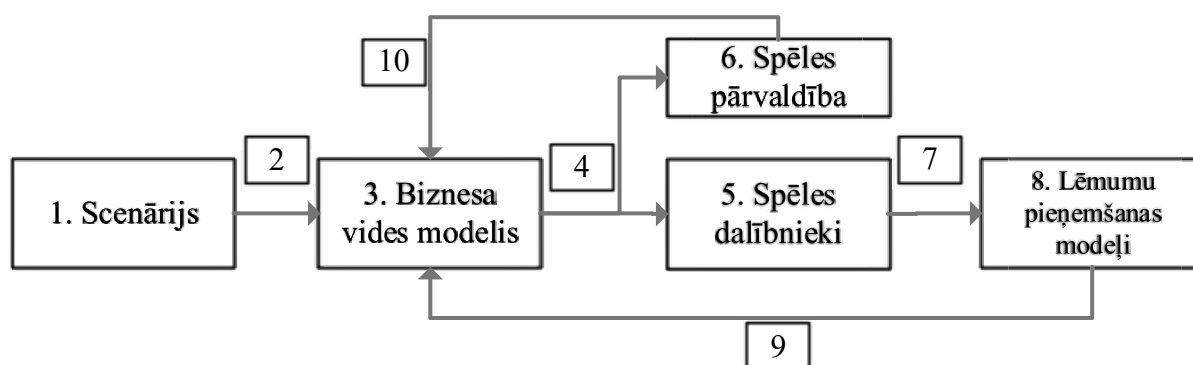 10
6. Spēles
pārvaldība
2
4
7
1. Scenārijs
3. Biznesa
vides modelis
5. Spēles
dalībnieki
8. Lēmumu
pieņemšanas
modeļi
9